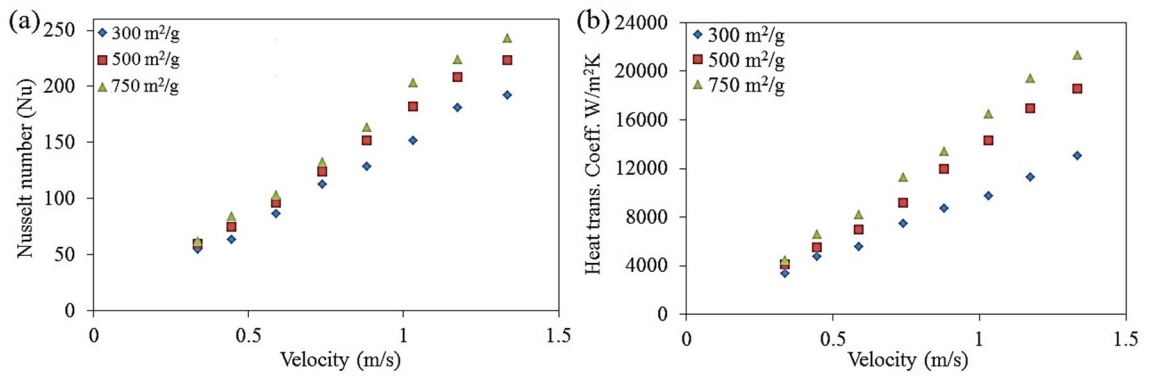 (a)
250
200
150
100
50
0
0
0.5
1
1.5
Nusselt number (Nu)
Velocity (m/s)
300 m²/g
500 m²/g
750 m²/g
(b)
24000
20000
16000
12000
8000
4000
0
0
0.5
1
1.5
Heat trans. Coeff. W/m²K
Velocity (m/s)
300 m²/g
500 m²/g
750 m²/g